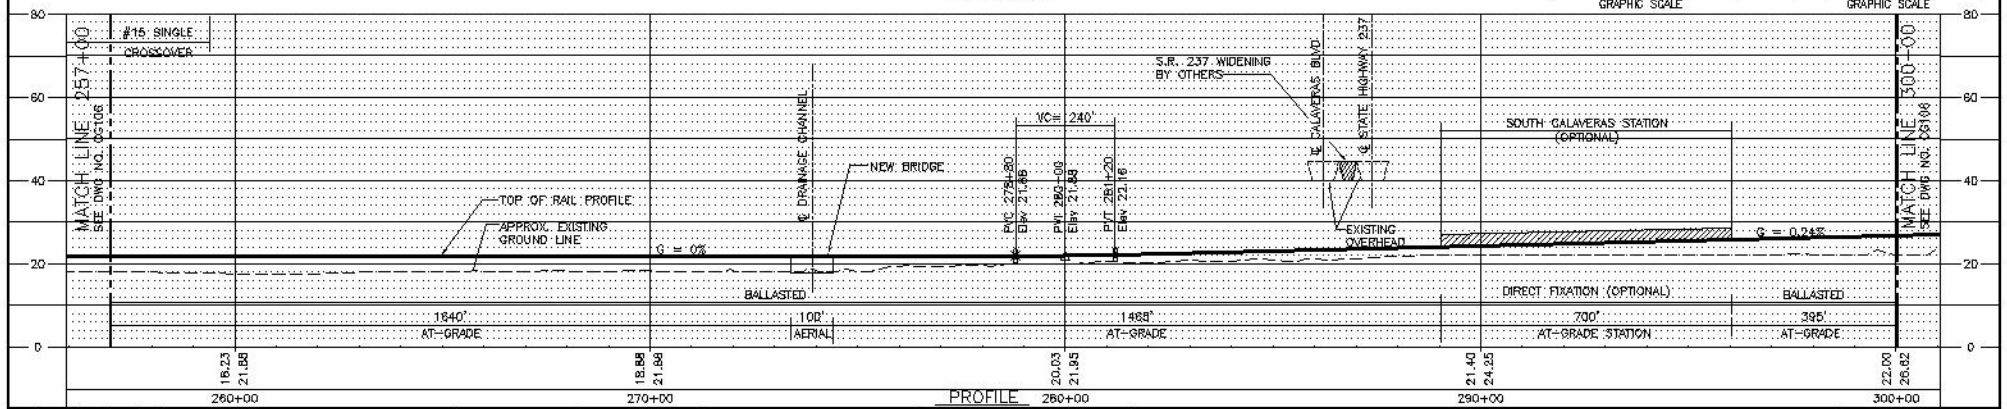 GRAPHIC SCALE
GRAPHIC SCALE
80
80
60
60
40
40
20
20
0
0
#15 SINGLE
CROSSOVER
MATCH LINE 257+00
SEE DWG NO. CG106
TOP OF RAIL PROFILE
APPROX. EXISTING
GROUND LINE
G = 0%
℄ DRAINAGE CHANNEL
NEW BRIDGE
VC= 240'
PVC 278+80
Elev 21.88
PVI 280+00
Elev 21.88
PVT 281+20
Elev 22.16
S.R. 237 WIDENING
BY OTHERS
℄ CALAVERAS BLVD
℄ STATE HIGHWAY 237
EXISTING
OVERHEAD
SOUTH CALAVERAS STATION
(OPTIONAL)
G = 0.24%
MATCH LINE 300+00
SEE DWG NO. CG108
BALLASTED
DIRECT FIXATION (OPTIONAL)
BALLASTED
1640'
AT-GRADE
100'
AERIAL
1465'
AT-GRADE
700'
AT-GRADE STATION
395'
AT-GRADE
18.23
21.88
18.88
21.88
20.03
21.95
21.40
24.25
22.00
26.62
260+00
270+00
PROFILE
280+00
290+00
300+00